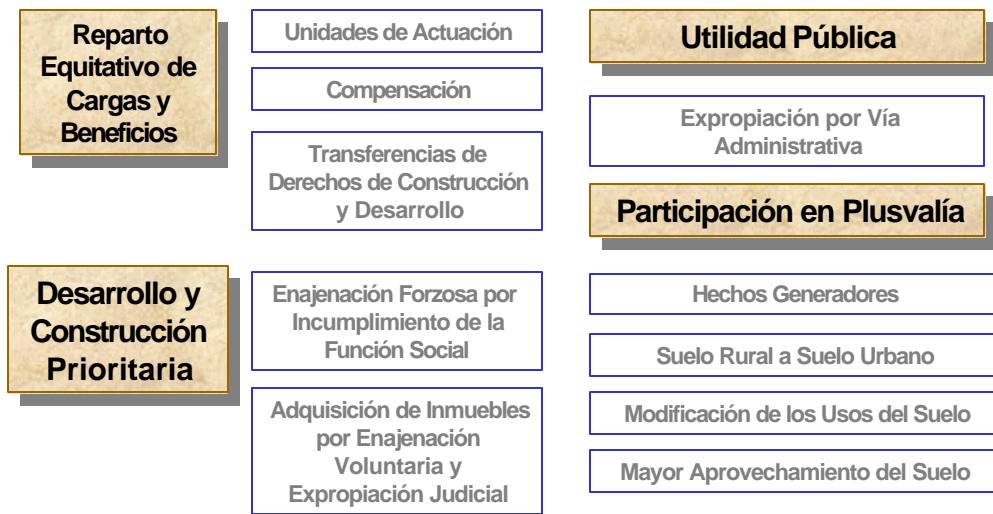 Reparto
Equitativo de
Cargas y
Beneficios
Unidades de Actuación
Compensación
Transferencias de
Derechos de Construcción
y Desarrollo
Desarrollo y
Construcción
Prioritaria
Enajenación Forzosa por
Incumplimiento de la
Función Social
Adquisición de Inmuebles
por Enajenación
Voluntaria y
Expropiación Judicial
Utilidad Pública
Expropiación por Vía
Administrativa
Participación en Plusvalía
Hechos Generadores
Suelo Rural a Suelo Urbano
Modificación de los Usos del Suelo
Mayor Aprovechamiento del Suelo